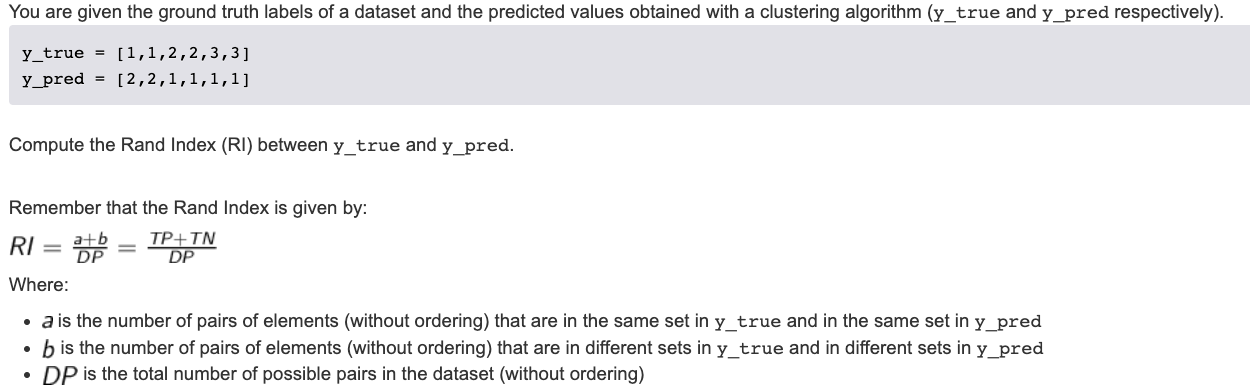 You are given the ground truth labels of a dataset and the predicted values obtained with a clustering algorithm (y_true and y_pred respectively).
y_true = [1,1,2,2,3,3]
y_pred = [2,2,1,1,1,1]
Compute the Rand Index (RI) between y_true and y_pred.
Remember that the Rand Index is given by:
RI = \frac{a+b}{DP} = \frac{TP+TN}{DP}
Where:
• a is the number of pairs of elements (without ordering) that are in the same set in y_true and in the same set in y_pred
• b is the number of pairs of elements (without ordering) that are in different sets in y_true and in different sets in y_pred
• DP is the total number of possible pairs in the dataset (without ordering)